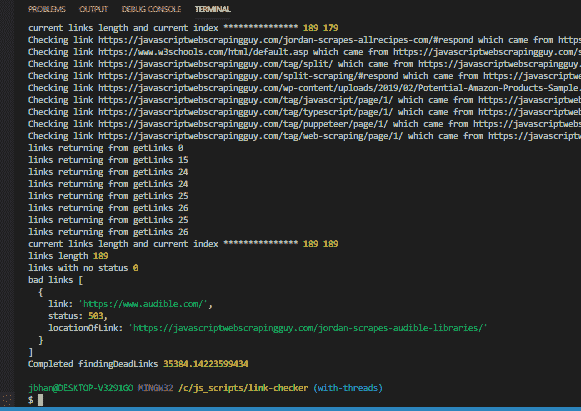 PROBLEMS OUTPUT DEBUG CONSOLE TERMINAL
current links length and current index *************** 189 179
Checking link https://javascriptwebscrapingguy.com/jordan-scrapes-allrecipes-com/#respond which came from https
Checking link https://www.w3schools.com/html/default.asp which came from https://javascriptwebscrapingguy.com/s
Checking link https://javascriptwebscrapingguy.com/tag/split/ which came from https://javascriptwebscrapingguy.
Checking link https://javascriptwebscrapingguy.com/split-scraping/#respond which came from https://javascriptwe
Checking link https://javascriptwebscrapingguy.com/wp-content/uploads/2019/02/Potential-Amazon-Products-Sample.
Checking link https://javascriptwebscrapingguy.com/tag/javascript/page/1/ which came from https://javascriptweb
Checking link https://javascriptwebscrapingguy.com/tag/typescript/page/1/ which came from https://javascriptweb
Checking link https://javascriptwebscrapingguy.com/tag/puppeteer/page/1/ which came from https://javascriptwebs
Checking link https://javascriptwebscrapingguy.com/tag/web-scraping/page/1/ which came from https://javascriptw
links returning from getLinks 0
links returning from getLinks 15
links returning from getLinks 24
links returning from getLinks 24
links returning from getLinks 25
links returning from getLinks 26
links returning from getLinks 25
links returning from getLinks 26
current links length and current index *************** 189 189
links length 189
links with no status 0
bad links [
{
link: 'https://www.audible.com/',
status: 503,
locationOfLink: 'https://javascriptwebscrapingguy.com/jordan-scrapes-audible-libraries/'
}
]
Completed findingDeadLinks 35384.14223599434
jbhar@DESKTOP-V3291GO MINGW32 /c/js_scripts/link-checker (with-threads)
$